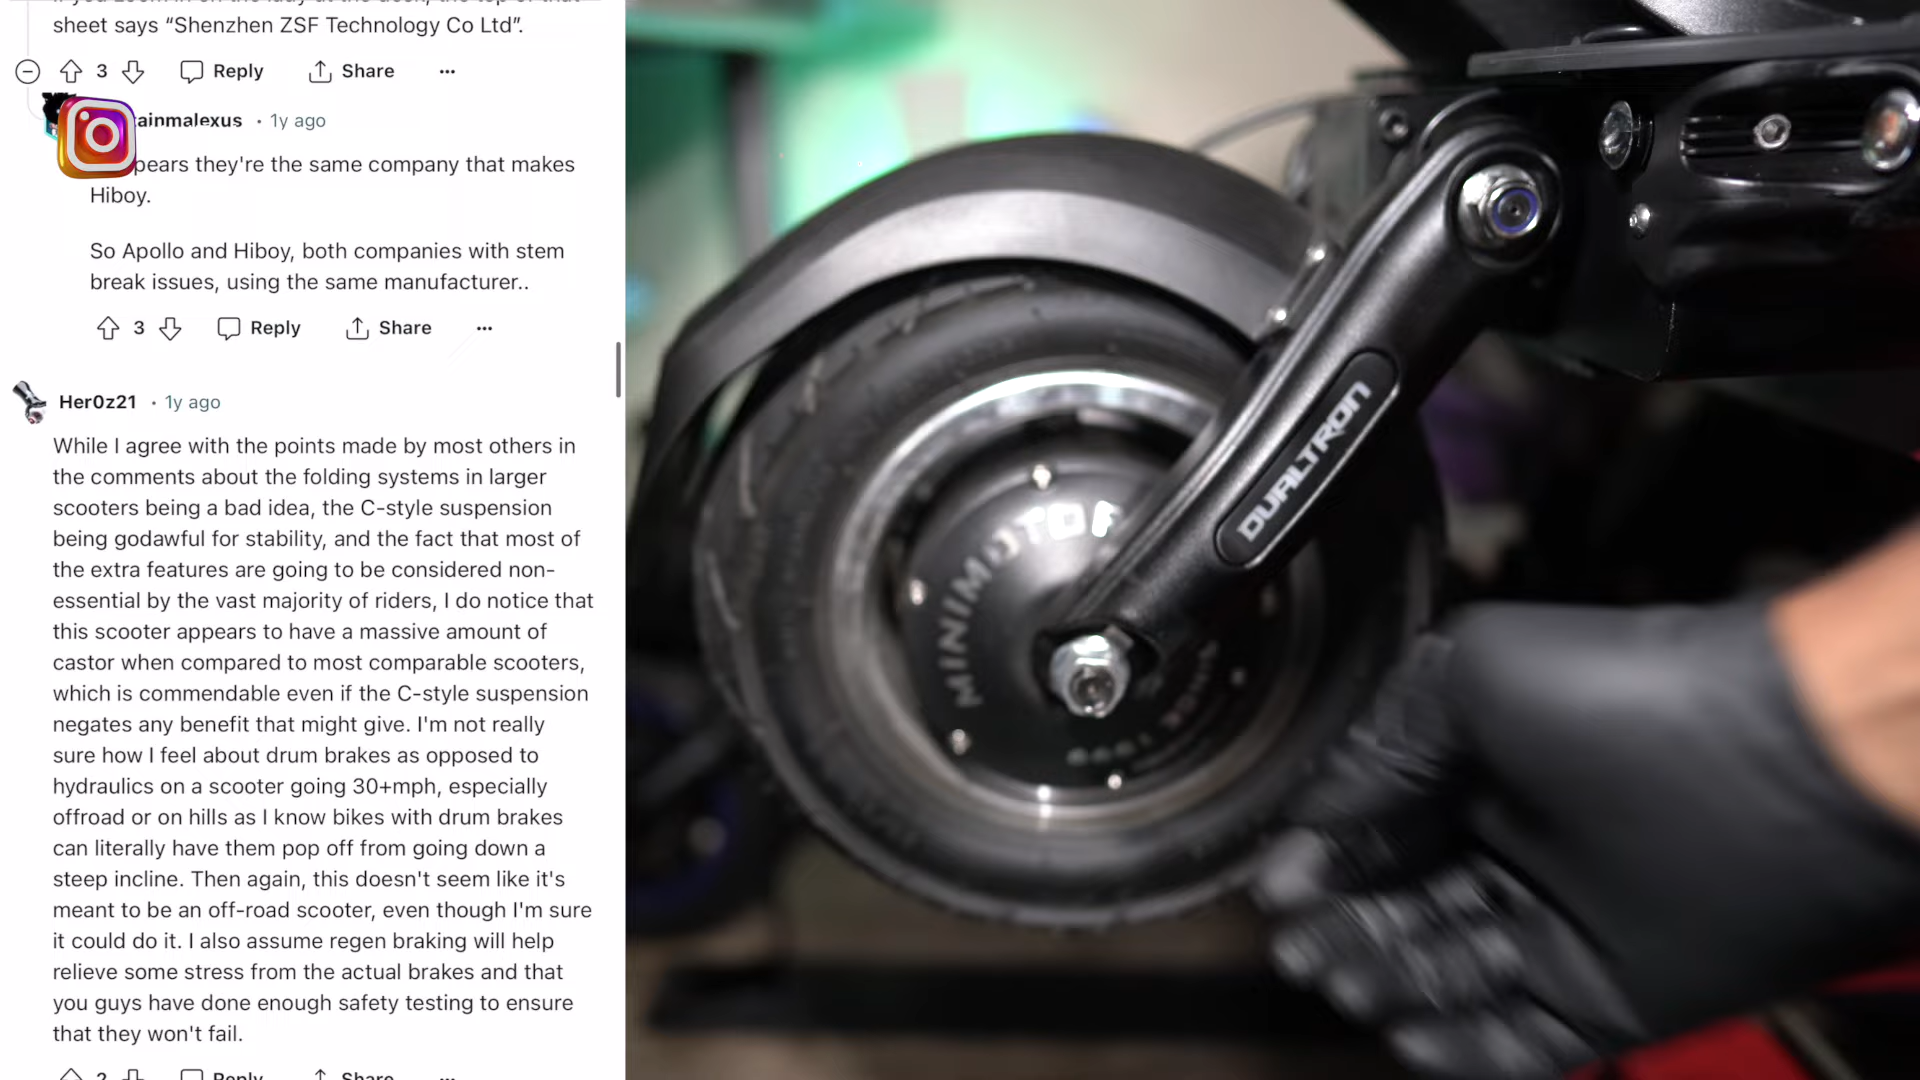 sheet says “Shenzhen ZSF Technology Co Ltd”.
3 Reply Share
ainmalexus • 1y ago
pears they're the same company that makes
Hiboy.
So Apollo and Hiboy, both companies with stem
break issues, using the same manufacturer..
3 Reply Share
Her0z21 • 1y ago
While I agree with the points made by most others in
the comments about the folding systems in larger
scooters being a bad idea, the C-style suspension
being godawful for stability, and the fact that most of
the extra features are going to be considered non-
essential by the vast majority of riders, I do notice that
this scooter appears to have a massive amount of
castor when compared to most comparable scooters,
which is commendable even if the C-style suspension
negates any benefit that might give. I'm not really
sure how I feel about drum brakes as opposed to
hydraulics on a scooter going 30+mph, especially
offroad or on hills as I know bikes with drum brakes
can literally have them pop off from going down a
steep incline. Then again, this doesn't seem like it's
meant to be an off-road scooter, even though I'm sure
it could do it. I also assume regen braking will help
relieve some stress from the actual brakes and that
you guys have done enough safety testing to ensure
that they won't fail.
2 Reply Share
DUALTRON
MINIMOTOR
SINCE 1999